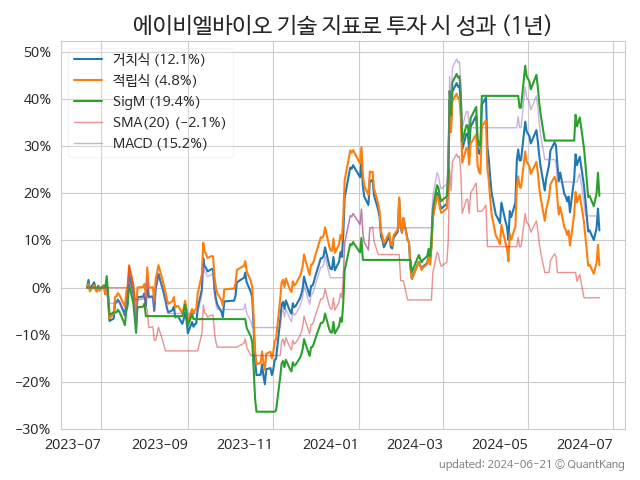 에이비엘바이오 기술 지표로 투자 시 성과 (1년)
거치식 (12.1%)
적립식 (4.8%)
SigM (19.4%)
SMA(20) (−2.1%)
MACD (15.2%)
50%
40%
30%
20%
10%
0%
−10%
−20%
−30%
2023-07 2023-09 2023-11 2024-01 2024-03 2024-05 2024-07
updated: 2024-06-21 © QuantKang